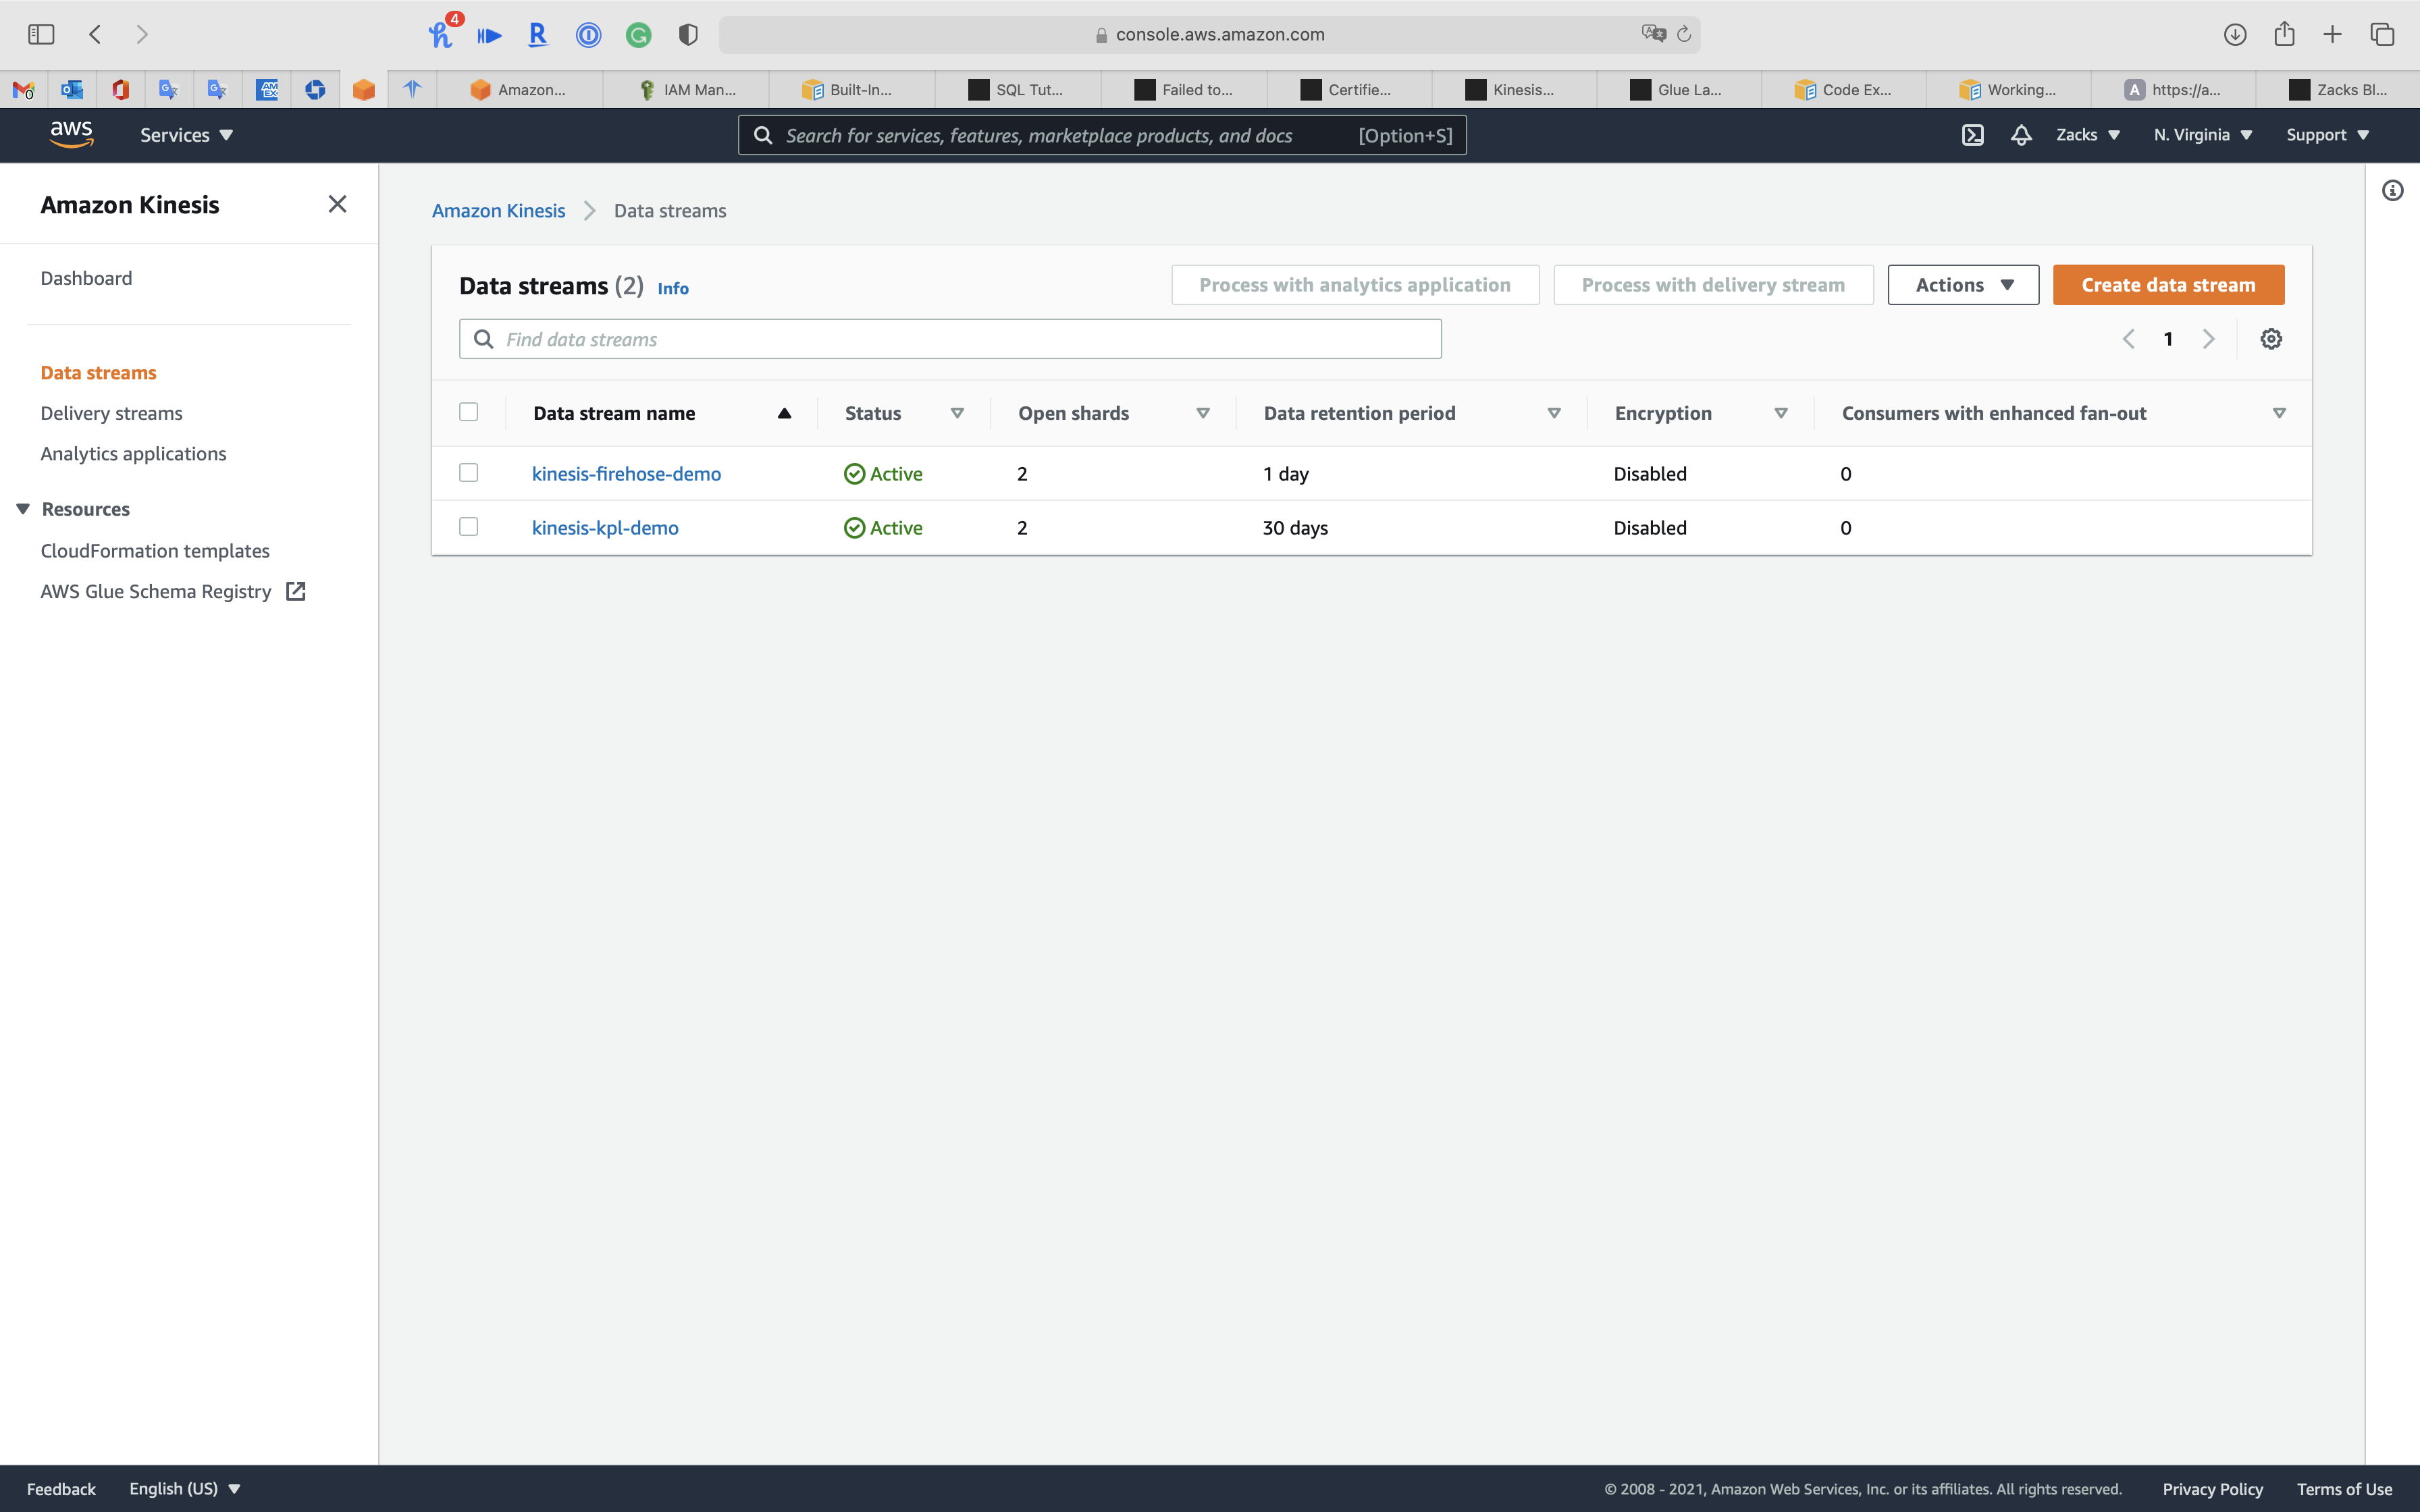 4
console.aws.amazon.com
Amazon...
IAM Man...
Built-In...
SQL Tut...
Failed to...
Certifie...
Kinesis...
Glue La...
Code Ex...
Working...
A https://a...
Zacks Bl...
aws
Services
Search for services, features, marketplace products, and docs [Option+S]
Zacks
N. Virginia
Support
Amazon Kinesis
Dashboard
Data streams
Delivery streams
Analytics applications
Resources
CloudFormation templates
AWS Glue Schema Registry
Amazon Kinesis
Data streams
Data streams (2) Info
Process with analytics application
Process with delivery stream
Actions
Create data stream
Find data streams
1
Data stream name Status Open shards Data retention period Encryption Consumers with enhanced fan-out
kinesis-firehose-demo Active 2 1 day Disabled 0
kinesis-kpl-demo Active 2 30 days Disabled 0
Feedback English (US) © 2008 - 2021, Amazon Web Services, Inc. or its affiliates. All rights reserved. Privacy Policy Terms of Use